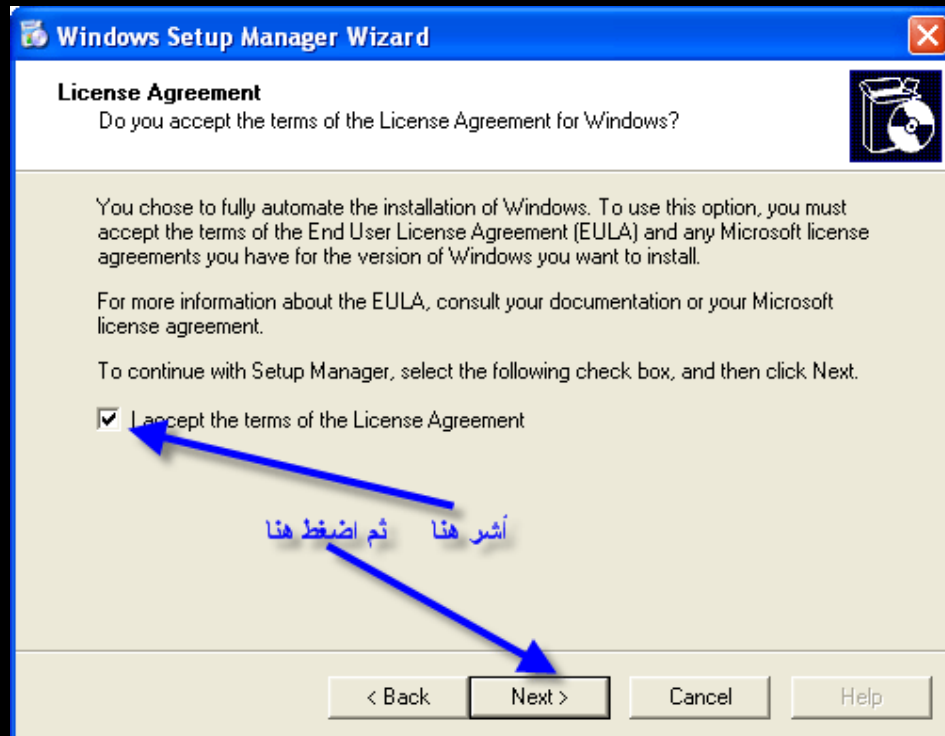 Windows Setup Manager Wizard
License Agreement
Do you accept the terms of the License Agreement for Windows?
You chose to fully automate the installation of Windows. To use this option, you must
accept the terms of the End User License Agreement (EULA) and any Microsoft license
agreements you have for the version of Windows you want to install.
For more information about the EULA, consult your documentation or your Microsoft
license agreement.
To continue with Setup Manager, select the following check box, and then click Next.
I accept the terms of the License Agreement
أشر هنا ثم اضغط هنا
< Back Next > Cancel Help